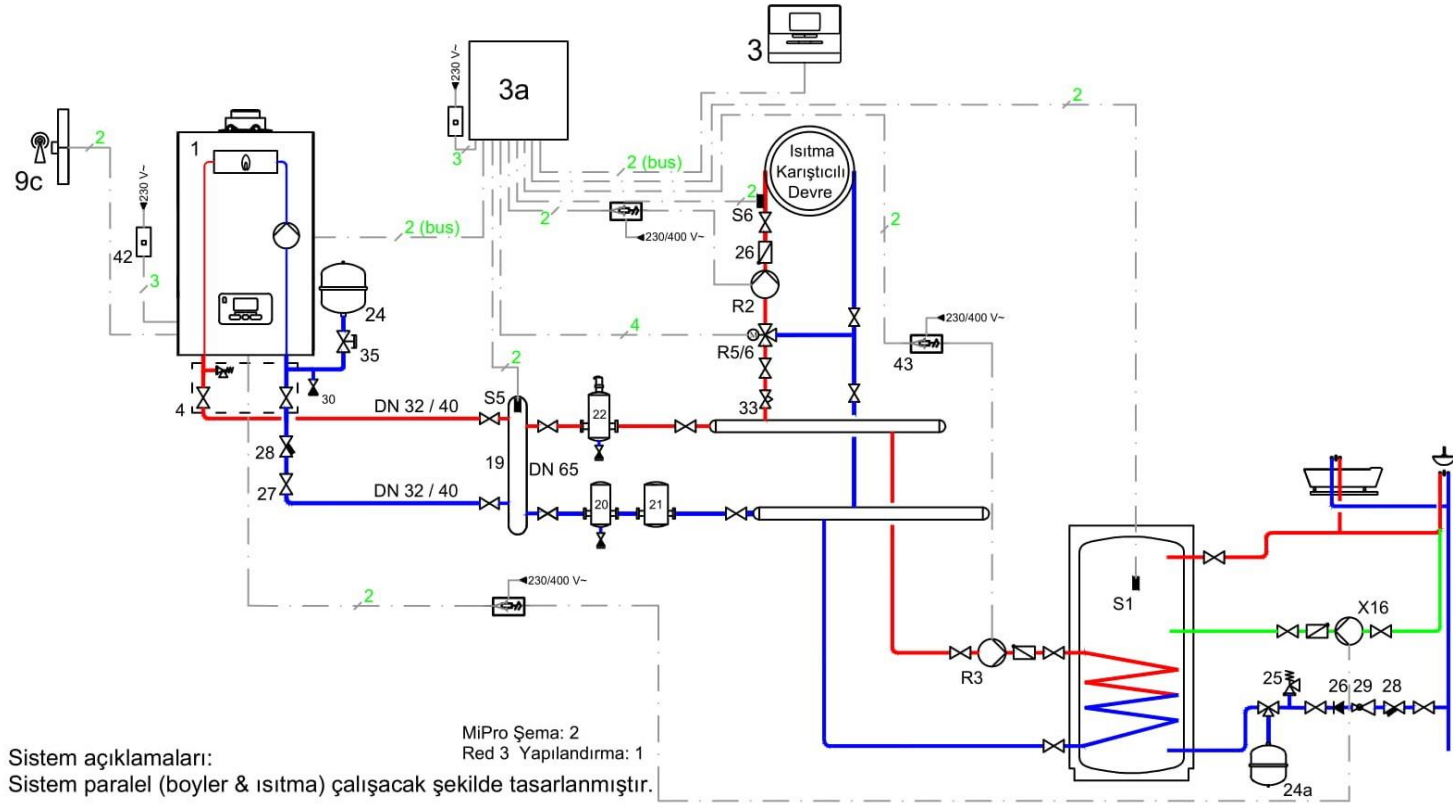 3
230 V~
3a
2
9c
2
1
230 V~
3
2 (bus)
Isıtma
Karıştıcılı
Devre
2
S6
2
230/400 V~
26
2
2 (bus)
42
3
24
R2
4
R5/6
230/400 V~
43
35
2
30
4
S5
33
DN 32 / 40
22
28
19
DN 65
27
DN 32 / 40
20
21
2
230/400 V~
S1
X16
R3
25
26
29
28
24a
MiPro Şema: 2
Red 3 Yapılandırma: 1
Sistem açıklamaları:
Sistem paralel (boyler & ısıtma) çalışacak şekilde tasarlanmıştır.